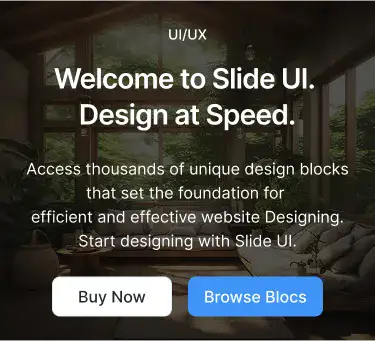 UI/UX
Welcome to Slide UI.
Design at Speed.
Access thousands of unique design blocks
that set the foundation for
efficient and effective website Designing.
Start designing with Slide UI.
Buy Now
Browse Blocs